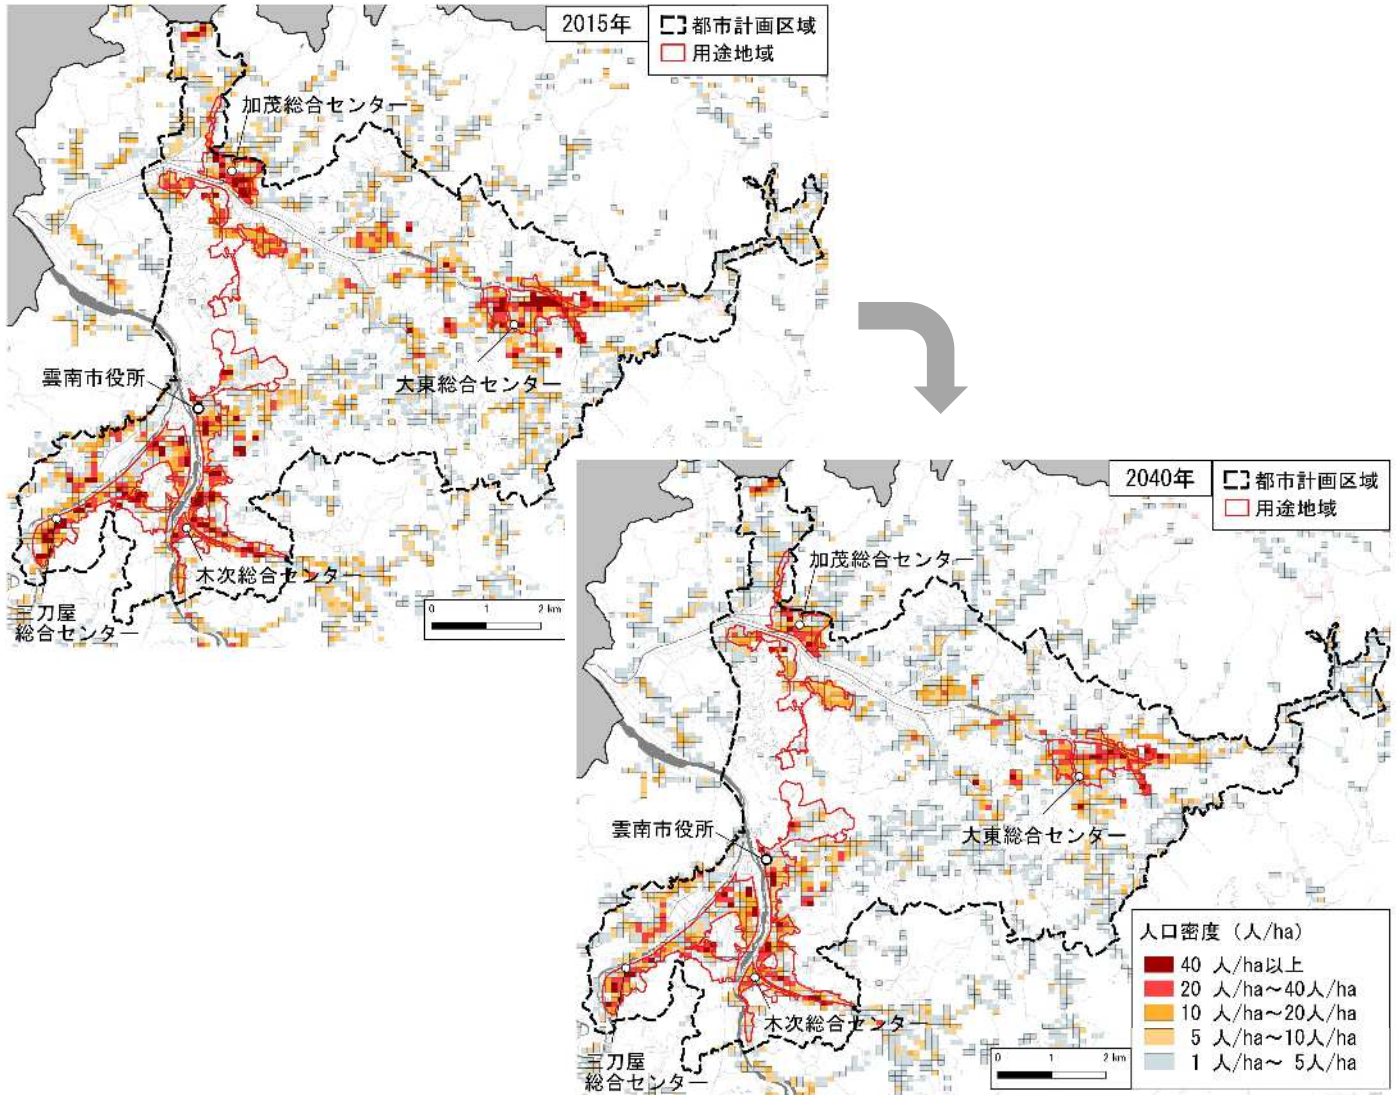 2015年
都市計画区域
用途地域
加茂総合センター
雲南市役所
大東総合センター
木次総合センター
三刀屋
総合センター
0 1 2 km
2040年
都市計画区域
用途地域
加茂総合センター
雲南市役所
大東総合センター
木次総合センター
三刀屋
総合センター
0 1 2 km
人口密度（人/ha）
40 人/ha以上
20 人/ha～40人/ha
10 人/ha～20人/ha
5 人/ha～10人/ha
1 人/ha～ 5人/ha